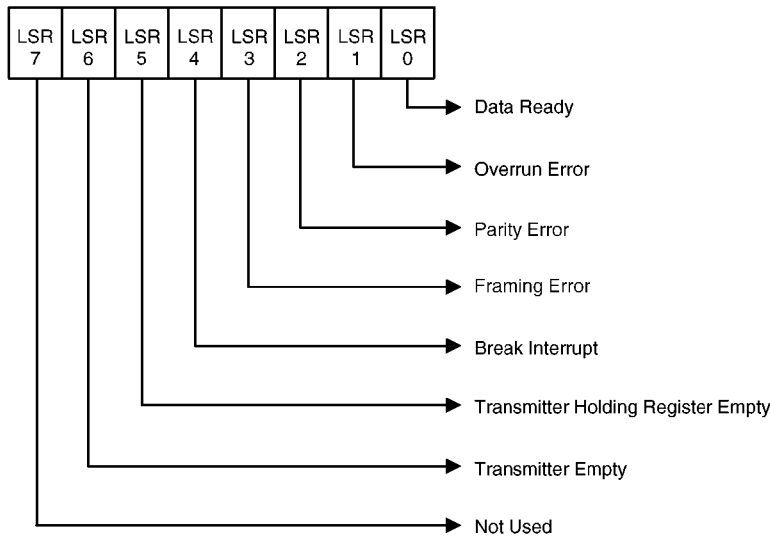 LSR LSR LSR LSR LSR LSR LSR LSR
7 6 5 4 3 2 1 0
Data Ready
Overrun Error
Parity Error
Framing Error
Break Interrupt
Transmitter Holding Register Empty
Transmitter Empty
Not Used